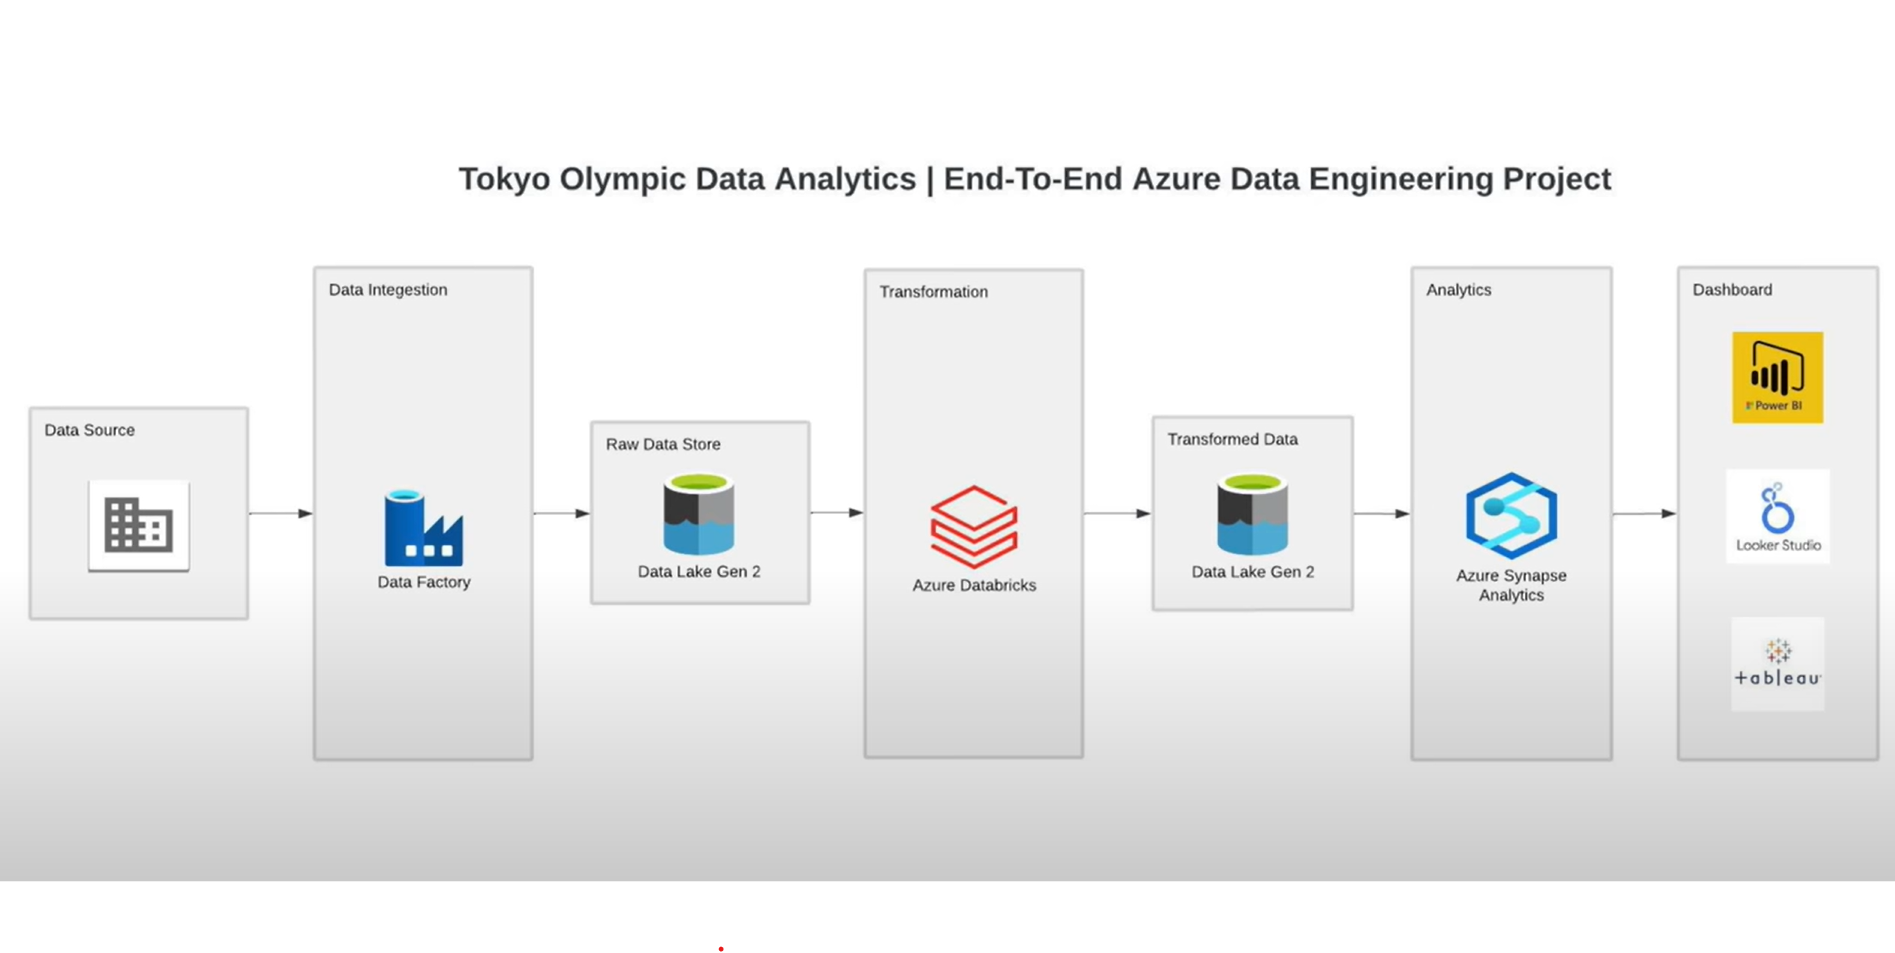 Tokyo Olympic Data Analytics | End-To-End Azure Data Engineering Project
Data Source
Data Integestion
Data Factory
Raw Data Store
Data Lake Gen 2
Transformation
Azure Databricks
Transformed Data
Data Lake Gen 2
Analytics
Azure Synapse
Analytics
Dashboard
Power BI
Looker Studio
+ableau